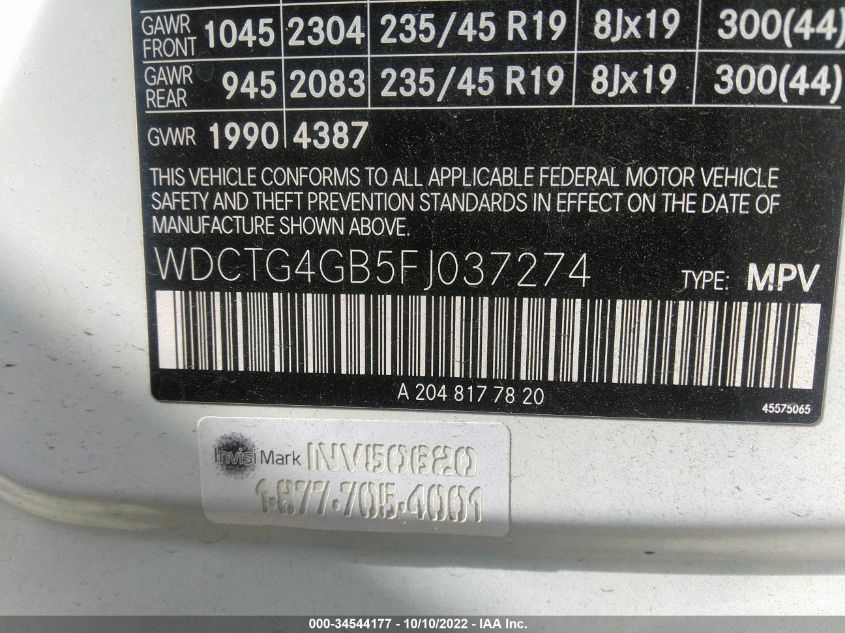 GAWR FRONT 1045 2304 235/45 R19 8Jx19 300(44)
GAWR REAR 945 2083 235/45 R19 8Jx19 300(44)
GVWR 1990 4387
THIS VEHICLE CONFORMS TO ALL APPLICABLE FEDERAL MOTOR VEHICLE
SAFETY AND THEFT PREVENTION STANDARDS IN EFFECT ON THE DATE OF
MANUFACTURE SHOWN ABOVE.
WDCTG4GB5FJ037274 TYPE: MPV
A 204 817 78 20 45575065
Invisi Mark INV50620
1-877-705-4001
000-34544177 - 10/10/2022 - IAA Inc.